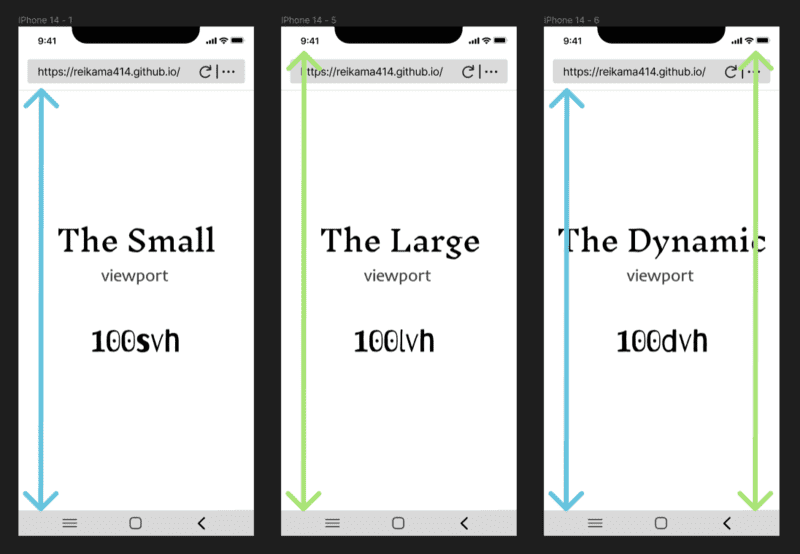 iPhone 14 - 1
9:41
https://reikama414.github.io/
The Small
viewport
100svh
iPhone 14 - 5
9:41
https://reikama414.github.io/
The Large
viewport
100lvh
iPhone 14 - 6
9:41
https://reikama414.github.io/
The Dynamic
viewport
100dvh